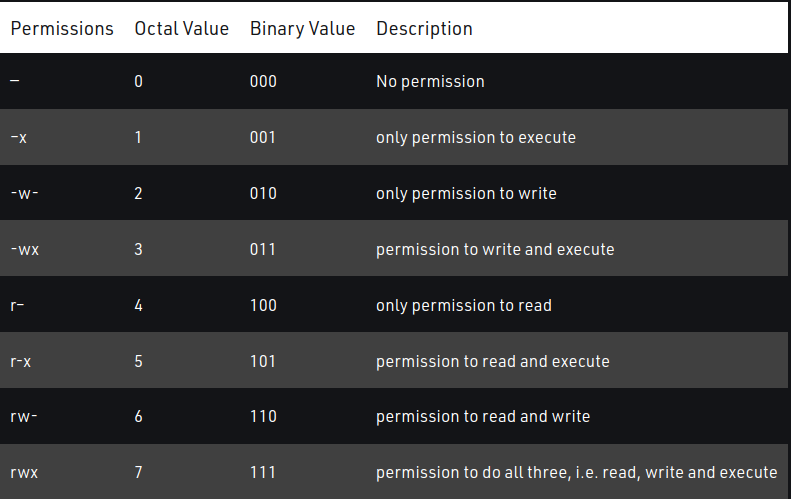 Permissions Octal Value Binary Value Description
— 0 000 No permission
–x 1 001 only permission to execute
-w- 2 010 only permission to write
-wx 3 011 permission to write and execute
r– 4 100 only permission to read
r-x 5 101 permission to read and execute
rw- 6 110 permission to read and write
rwx 7 111 permission to do all three, i.e. read, write and execute